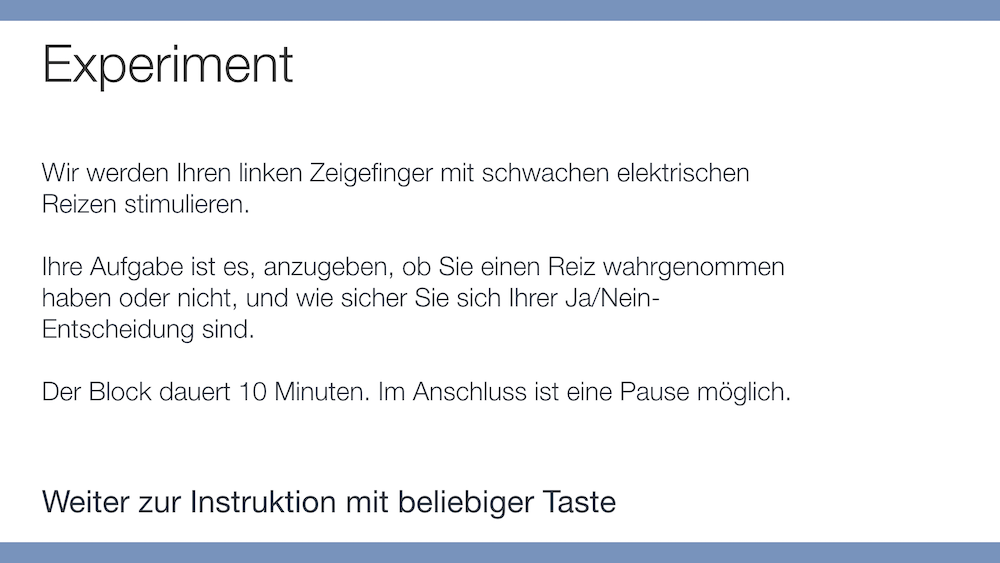 Experiment
Wir werden Ihren linken Zeigefinger mit schwachen elektrischen
Reizen stimulieren.
Ihre Aufgabe ist es, anzugeben, ob Sie einen Reiz wahrgenommen
haben oder nicht, und wie sicher Sie sich Ihrer Ja/Nein-
Entscheidung sind.
Der Block dauert 10 Minuten. Im Anschluss ist eine Pause möglich.
Weiter zur Instruktion mit beliebiger Taste